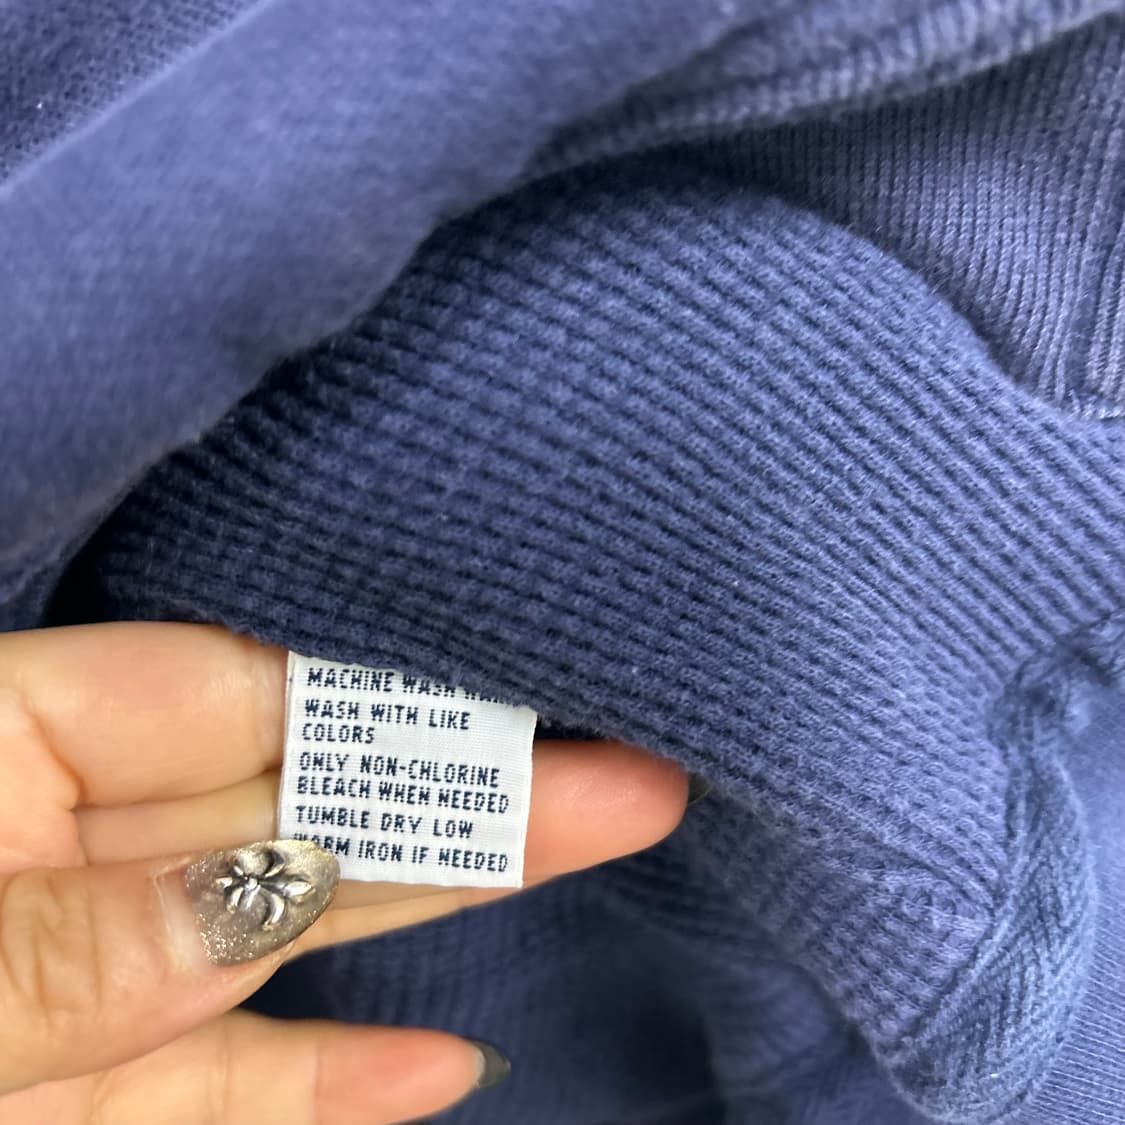 MACHINE WASH
WASH WITH LIKE
COLORS
ONLY NON-CHLORINE
BLEACH WHEN NEEDED
TUMBLE DRY LOW
WARM IRON IF NEEDED